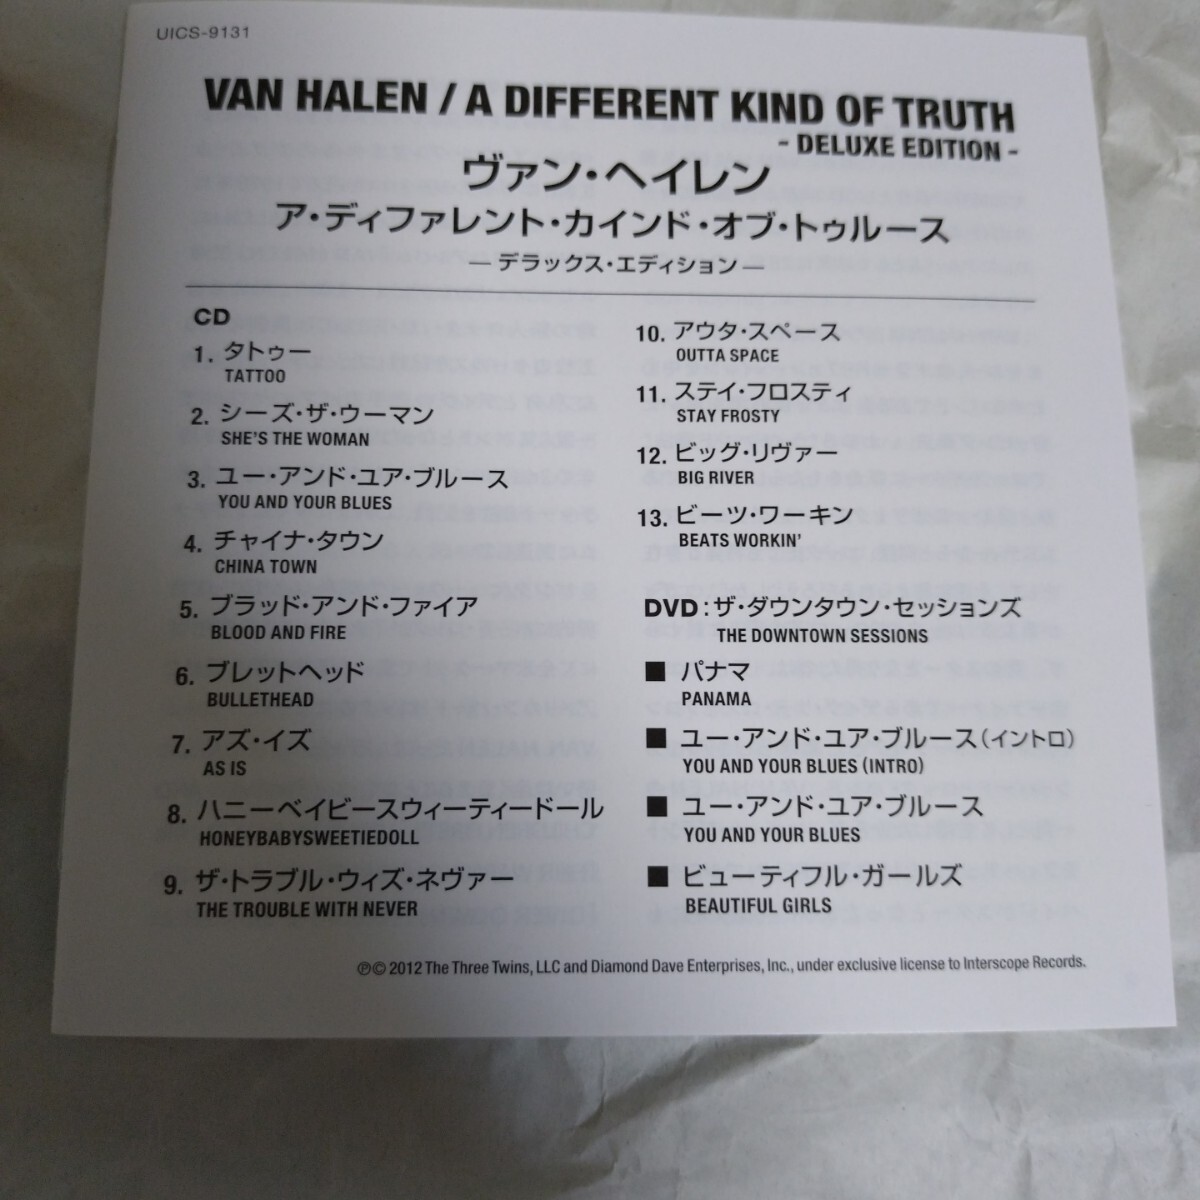 UICS-9131
VAN HALEN / A DIFFERENT KIND OF TRUTH
- DELUXE EDITION -
ヴァン・ヘイレン
ア・ディファレント・カインド・オブ・トゥルース
— デラックス・エディション —
CD
1. タトゥー
TATTOO
2. シーズ・ザ・ウーマン
SHE'S THE WOMAN
3. ユー・アンド・ユア・ブルース
YOU AND YOUR BLUES
4. チャイナ・タウン
CHINA TOWN
5. ブラッド・アンド・ファイア
BLOOD AND FIRE
6. ブレットヘッド
BULLETHEAD
7. アズ・イズ
AS IS
8. ハニーベイビースウィーティードール
HONEYBABYSWEETIEDOLL
9. ザ・トラブル・ウィズ・ネヴァー
THE TROUBLE WITH NEVER
10. アウタ・スペース
OUTTA SPACE
11. ステイ・フロスティ
STAY FROSTY
12. ビッグ・リヴァー
BIG RIVER
13. ビーツ・ワーキン
BEATS WORKIN'
DVD : ザ・ダウンタウン・セッションズ
THE DOWNTOWN SESSIONS
■ パナマ
PANAMA
■ ユー・アンド・ユア・ブルース（イントロ）
YOU AND YOUR BLUES (INTRO)
■ ユー・アンド・ユア・ブルース
YOU AND YOUR BLUES
■ ビューティフル・ガールズ
BEAUTIFUL GIRLS
℗© 2012 The Three Twins, LLC and Diamond Dave Enterprises, Inc., under exclusive license to Interscope Records.